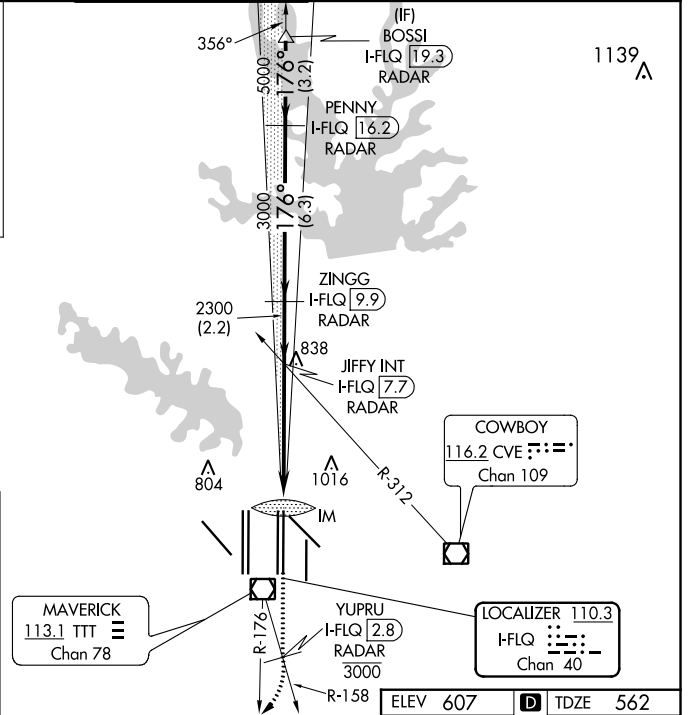 (IF)
BOSSI
I-FLQ 19.3
RADAR
356°
1139
5000
176°
(3.2)
PENNY
I-FLQ 16.2
RADAR
3000
176°
(6.3)
ZINGG
I-FLQ 9.9
RADAR
2300
(2.2)
838
JIFFY INT
I-FLQ 7.7
RADAR
COWBOY
116.2 CVE
Chan 109
R-312
804
1016
IM
MAVERICK
113.1 TTT
Chan 78
R-176
YUPRU
I-FLQ 2.8
RADAR
3000
R-158
LOCALIZER 110.3
I-FLQ
Chan 40
ELEV 607 D TDZE 562